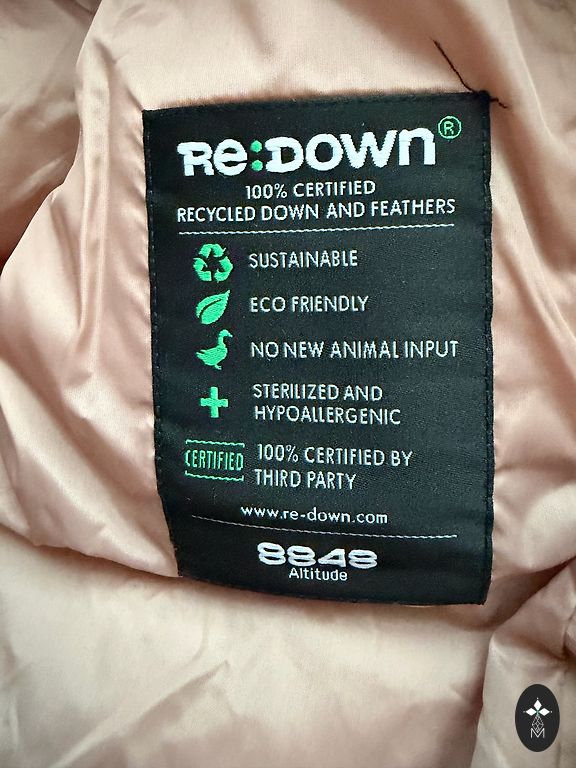 Re:Down®
100% CERTIFIED
RECYCLED DOWN AND FEATHERS
SUSTAINABLE
ECO FRIENDLY
NO NEW ANIMAL INPUT
STERILIZED AND
HYPOALLERGENIC
CERTIFIED
100% CERTIFIED BY
THIRD PARTY
www.re-down.com
8848
Altitude
M